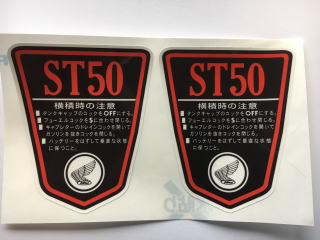 ST50
横積時の注意
■タンクキャップのコックをOFFにする。
■フューエルコックをSに合わせ閉じる。
■キャブレターのドレインコックを開いて
ガソリンを抜きコックを閉じる。
■バッテリーをはずして垂直な状態
に保つこと。
ST50
横積時の注意
■タンクキャップのコックをOFFにする。
■フューエルコックをSに合わせ閉じる。
■キャブレターのドレインコックを開いて
ガソリンを抜きコックを閉じる。
■バッテリーをはずして垂直な状態
に保つこと。